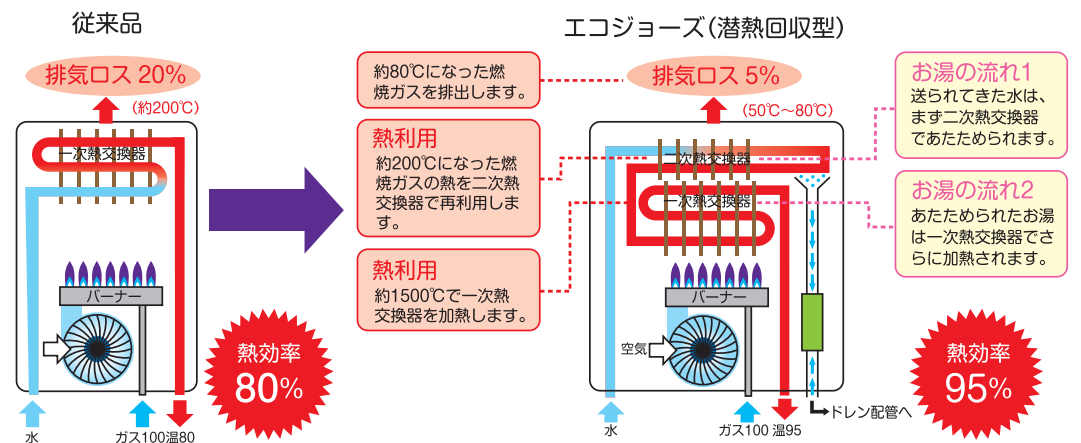 従来品
排気ロス 20%
(約200℃)
一次熱交換器
バーナー
水
ガス100
温80
熱効率
80%
エコジョーズ(潜熱回収型)
約80℃になった燃
焼ガスを排出します。
熱利用
約200℃になった燃
焼ガスの熱を二次熱
交換器で再利用しま
す。
熱利用
約1500℃で一次熱
交換器を加熱します。
排気ロス 5%
(50℃〜80℃)
二次熱交換器
一次熱交換器
バーナー
空気
水
ガス100
温95
ドレン配管へ
お湯の流れ1
送られてきた水は、
まず二次熱交換器
であたためられます。
お湯の流れ2
あたためられたお湯
は一次熱交換器でさ
らに加熱されます。
熱効率
95%